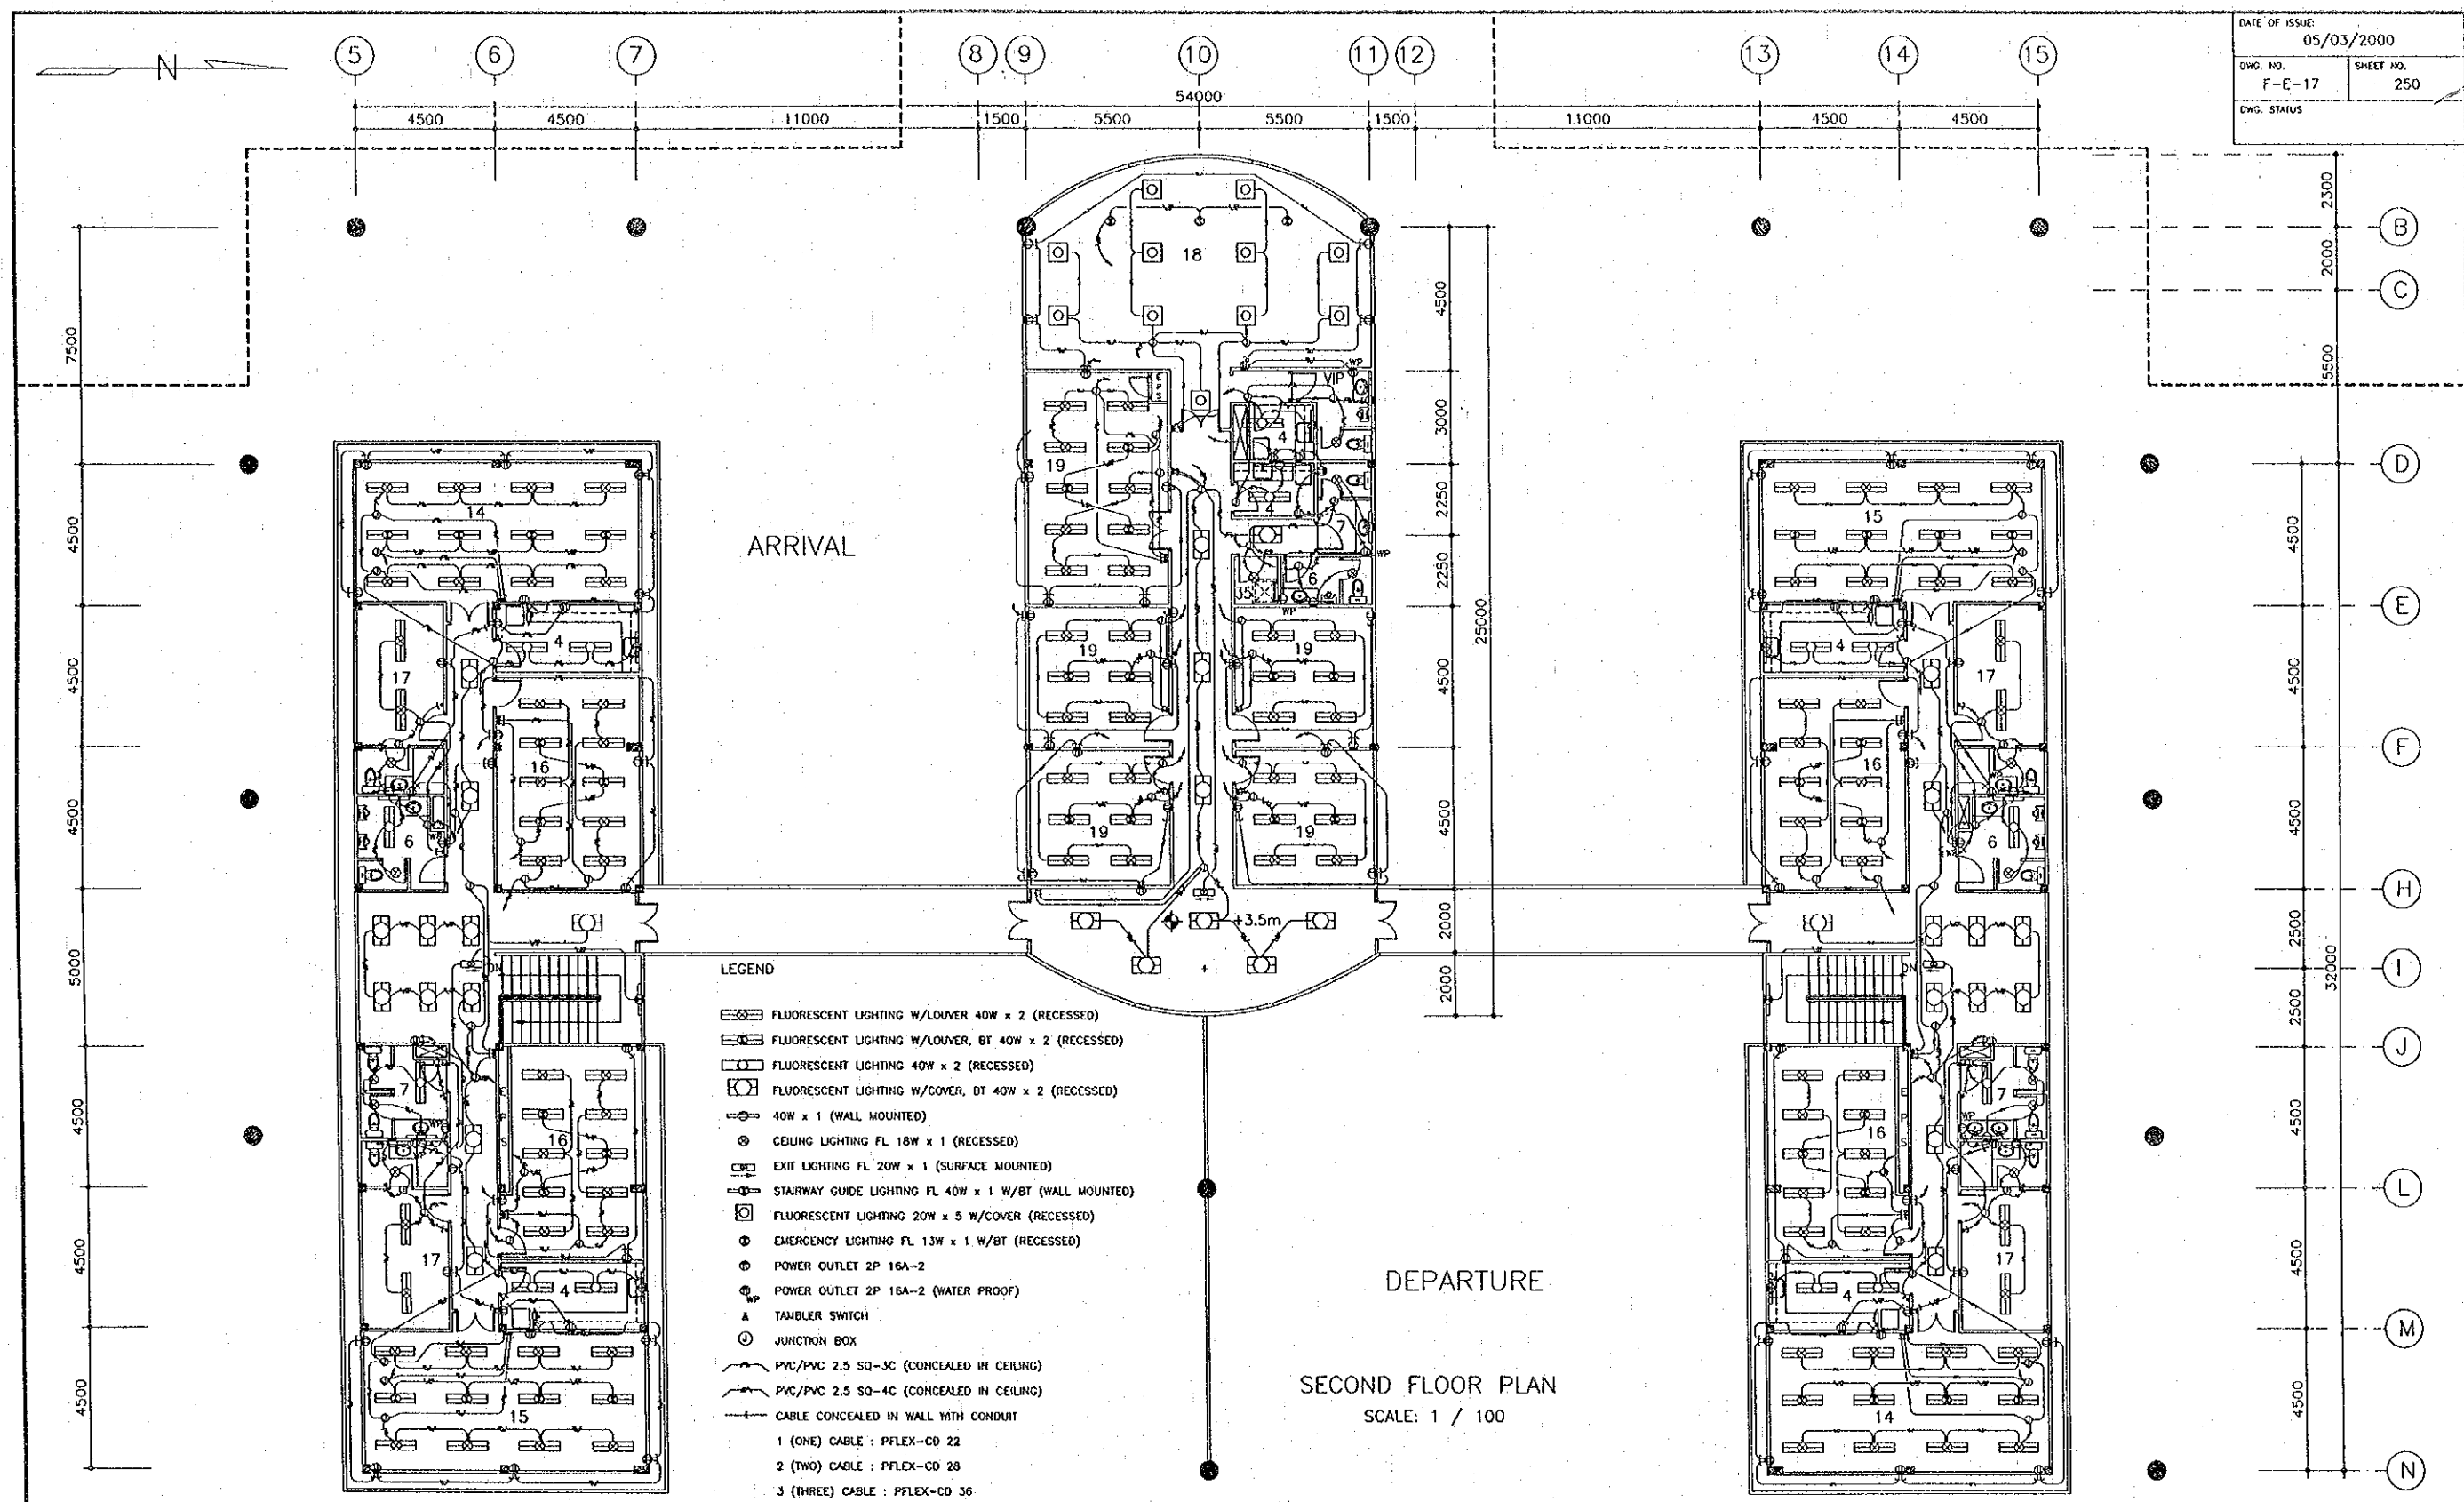 DATE OF ISSUE:
05/03/2000
DWG. NO.
F-E-17
SHEET NO.
250
DWG. STATUS
N
5 6 7 8 9 10 11 12 13 14 15
54000
4500 4500 11000 1500 5500 5500 1500 11000 4500 4500
2300
B
2000
C
5500
D
4500
E
4500
F
4500
H
2500
I
2500
J
4500
L
4500
M
4500
N
32000
7500
4500
4500
4500
5000
4500
4500
4500
4500
3000
2250
2250
4500
4500
2000
2000
25000
18
VIP
WP
19
4
4
7
WP
6
35
WP
19
19
19
19
+3.5m
ARRIVAL
14
4
17
16
6
WP
DN
7
WP
E
P
S
16
17
4
15
15
4
17
16
WP
6
WP
DN
E
P
S
7
WP
16
17
4
14
LEGEND
FLUORESCENT LIGHTING W/LOUVER 40W x 2 (RECESSED)
FLUORESCENT LIGHTING W/LOUVER, BT 40W x 2 (RECESSED)
FLUORESCENT LIGHTING 40W x 2 (RECESSED)
FLUORESCENT LIGHTING W/COVER, BT 40W x 2 (RECESSED)
40W x 1 (WALL MOUNTED)
CEILING LIGHTING FL 18W x 1 (RECESSED)
EXIT LIGHTING FL 20W x 1 (SURFACE MOUNTED)
STAIRWAY GUIDE LIGHTING FL 40W x 1 W/BT (WALL MOUNTED)
FLUORESCENT LIGHTING 20W x 5 W/COVER (RECESSED)
EMERGENCY LIGHTING FL 13W x 1 W/BT (RECESSED)
POWER OUTLET 2P 16A-2
WP POWER OUTLET 2P 16A-2 (WATER PROOF)
TAMBLER SWITCH
J JUNCTION BOX
PVC/PVC 2.5 SQ-3C (CONCEALED IN CEILING)
PVC/PVC 2.5 SQ-4C (CONCEALED IN CEILING)
CABLE CONCEALED IN WALL WITH CONDUIT
1 (ONE) CABLE : PFLEX-CD 22
2 (TWO) CABLE : PFLEX-CD 28
3 (THREE) CABLE : PFLEX-CD 36
DEPARTURE
SECOND FLOOR PLAN
SCALE: 1 / 100